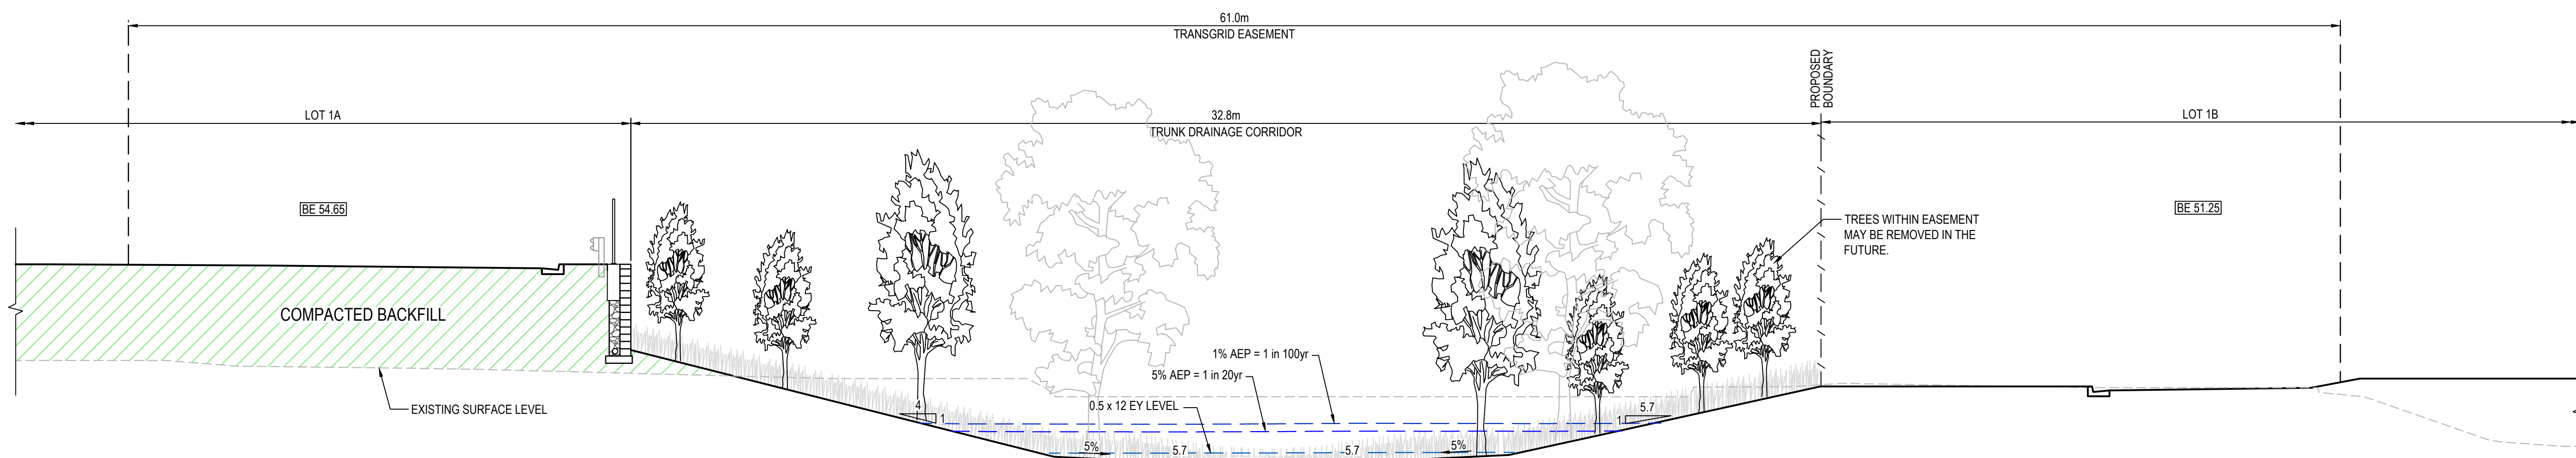 61.0m
TRANSGRID EASEMENT
PROPOSED
BOUNDARY
LOT 1A
32.8m
TRUNK DRAINAGE CORRIDOR
LOT 1B
BE 54.65
BE 51.25
TREES WITHIN EASEMENT
MAY BE REMOVED IN THE
FUTURE.
COMPACTED BACKFILL
1% AEP = 1 in 100yr
5% AEP = 1 in 20yr
0.5 x 12 EY LEVEL
EXISTING SURFACE LEVEL
4
1
5.7
1
5%
5.7
5.7
5%